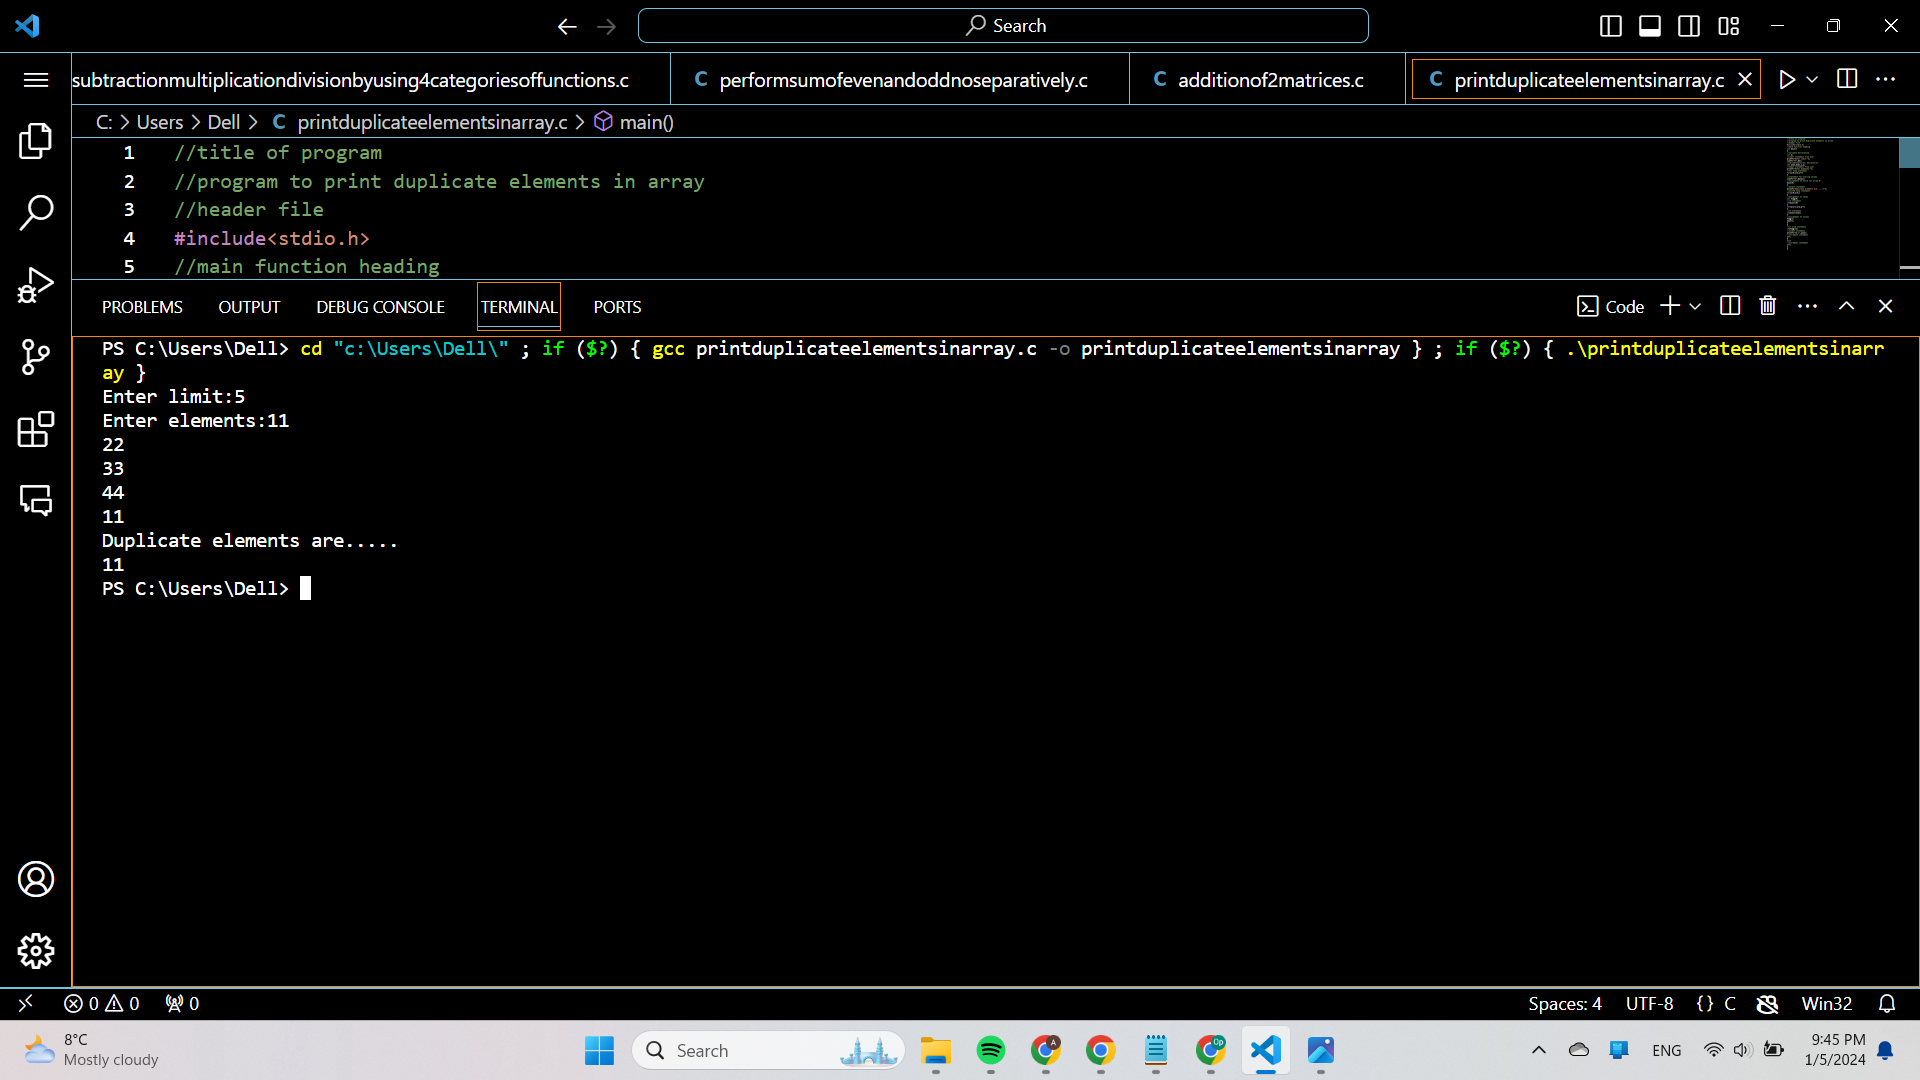 Search
subtractionmultiplicationdivisionbyusing4categoriesoffunctions.c
C performsumofevenandoddnoseparatively.c
C additionof2matrices.c
C printduplicateelementsinarray.c
C: > Users > Dell > C printduplicateelementsinarray.c > main()
1 //title of program
2 //program to print duplicate elements in array
3 //header file
4 #include<stdio.h>
5 //main function heading
PROBLEMS OUTPUT DEBUG CONSOLE TERMINAL PORTS
Code
PS C:\Users\Dell> cd "c:\Users\Dell\" ; if ($?) { gcc printduplicateelementsinarray.c -o printduplicateelementsinarray } ; if ($?) { .\printduplicateelementsinarr
ay }
Enter limit:5
Enter elements:11
22
33
44
11
Duplicate elements are.....
11
PS C:\Users\Dell>
0 0 0
Spaces: 4 UTF-8 {} C Win32
8°C
Mostly cloudy
Search
A
Op
ENG
9:45 PM
1/5/2024